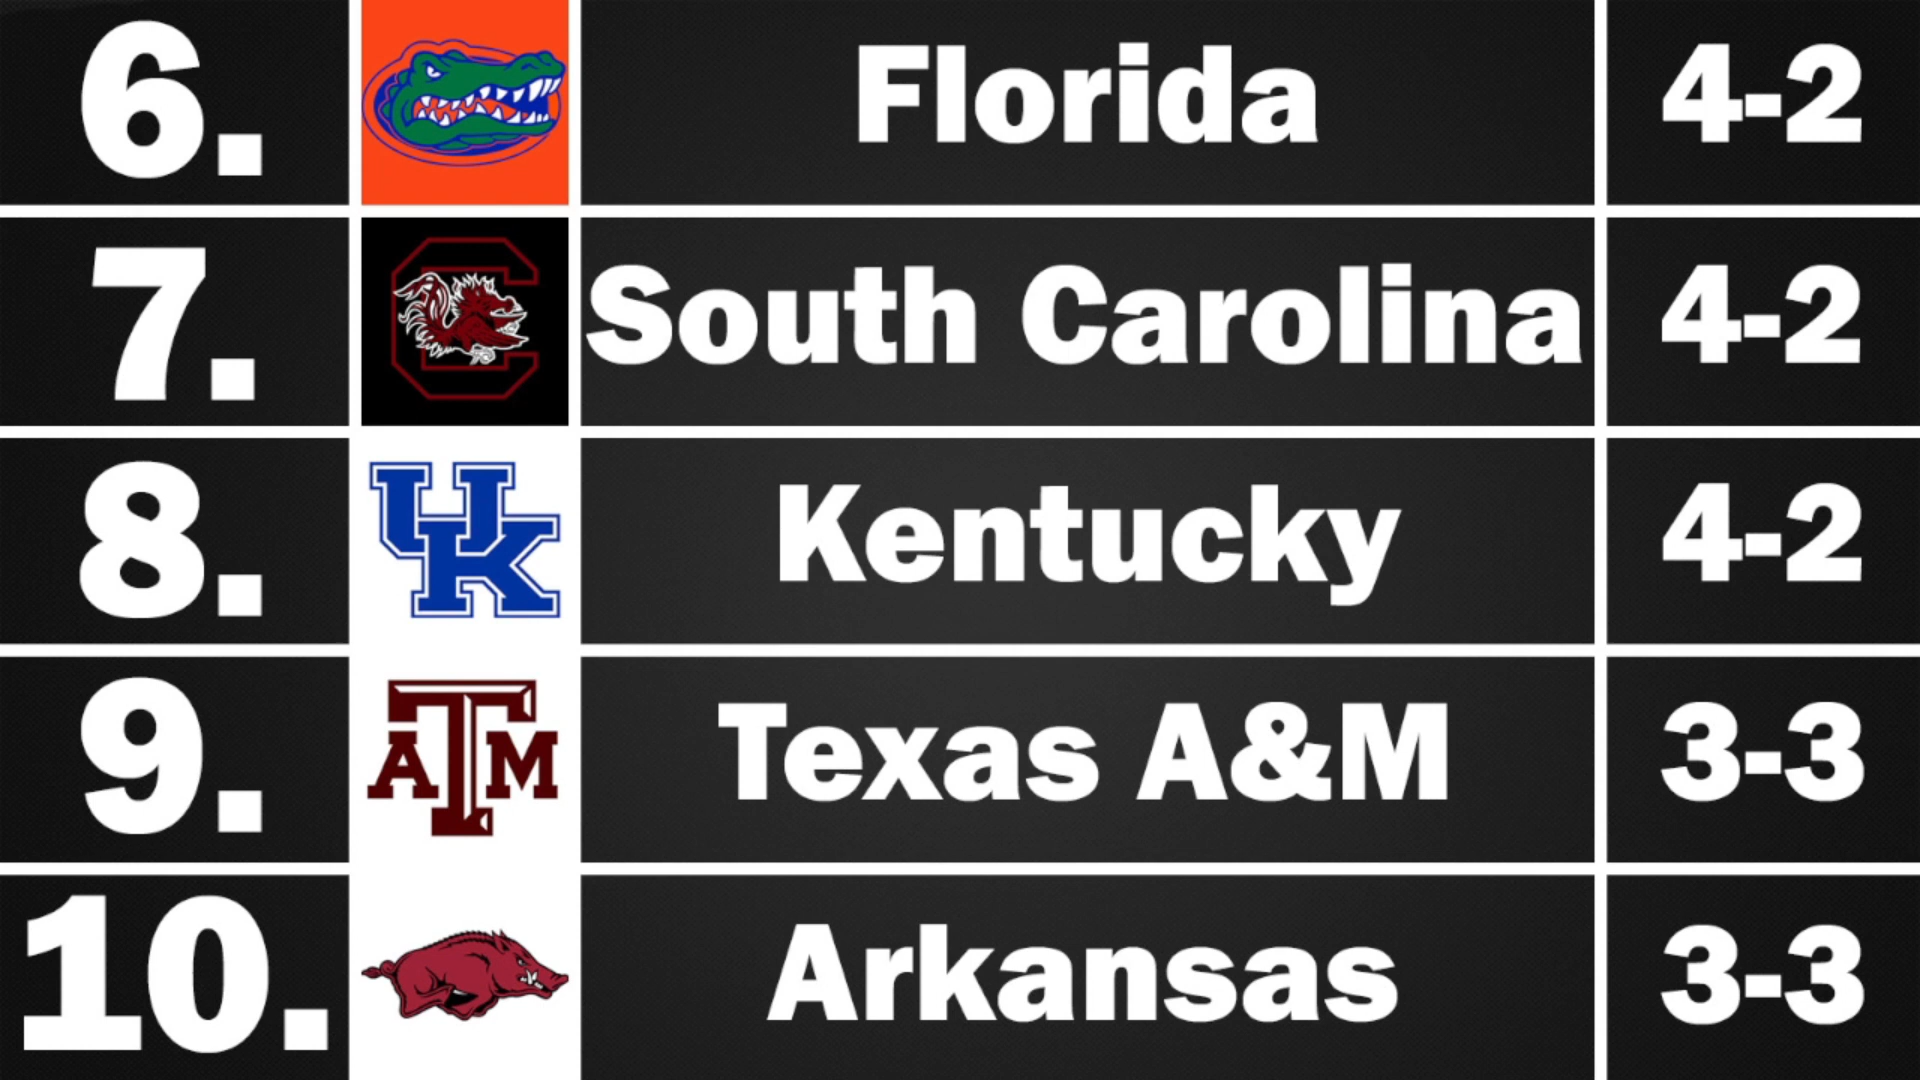 6. Florida 4-2
7. South Carolina 4-2
8. UK Kentucky 4-2
9. ATM Texas A&M 3-3
10. Arkansas 3-3